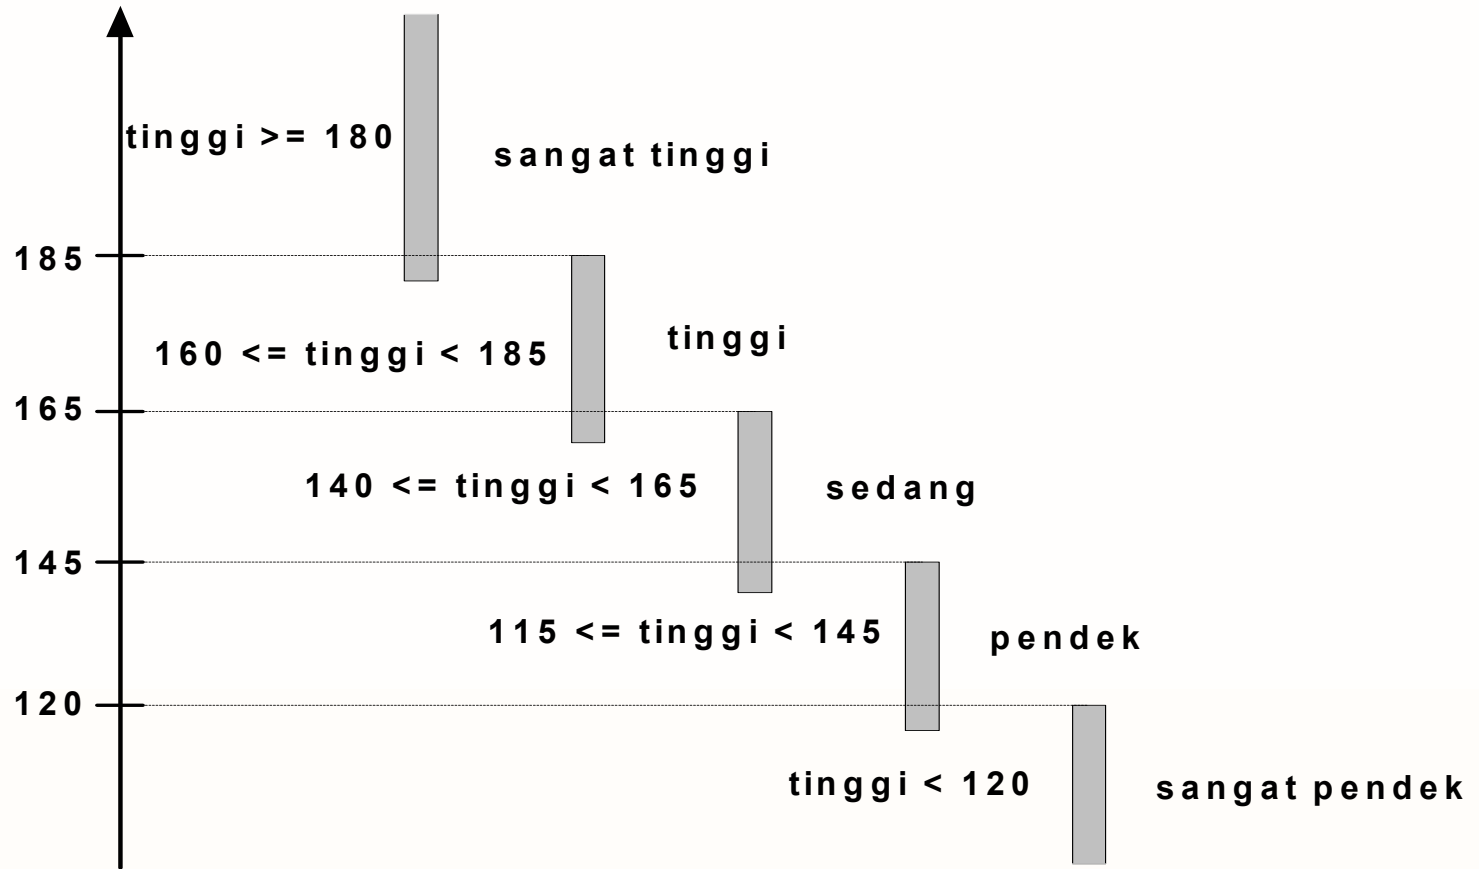 tinggi >= 180
sangat tinggi
185
160 <= tinggi < 185
tinggi
165
140 <= tinggi < 165
sedang
145
115 <= tinggi < 145
pendek
120
tinggi < 120
sangat pendek